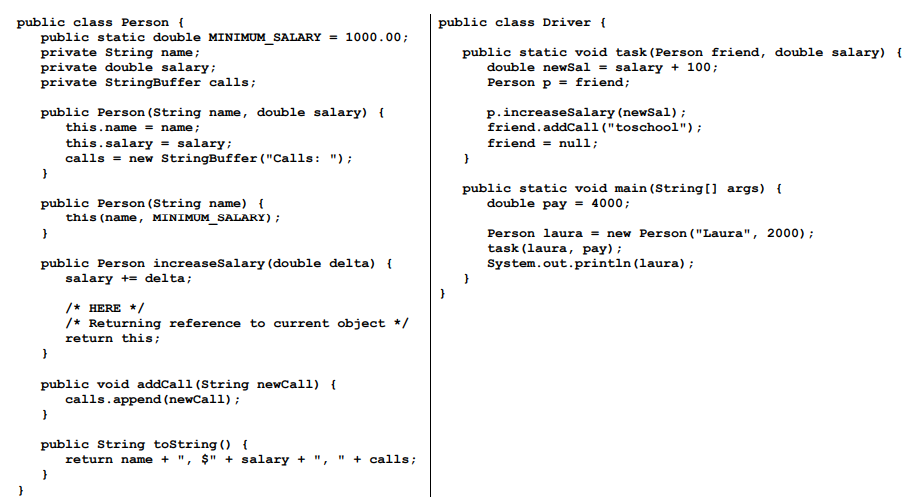 public class Person {
public static double MINIMUM_SALARY = 1000.00;
private String name;
private double salary;
private StringBuffer calls;
public Person(String name, double salary) {
this.name = name;
this.salary = salary;
calls = new StringBuffer("Calls: ");
}
public Person(String name) {
this(name, MINIMUM_SALARY);
}
public Person increaseSalary(double delta) {
salary += delta;
/* HERE */
/* Returning reference to current object */
return this;
}
public void addCall(String newCall) {
calls.append(newCall);
}
public String toString() {
return name + ", $" + salary + ", " + calls;
}
}
public class Driver {
public static void task(Person friend, double salary) {
double newSal = salary + 100;
Person p = friend;
p.increaseSalary(newSal);
friend.addCall("toschool");
friend = null;
}
public static void main(String[] args) {
double pay = 4000;
Person laura = new Person("Laura", 2000);
task(laura, pay);
System.out.println(laura);
}
}